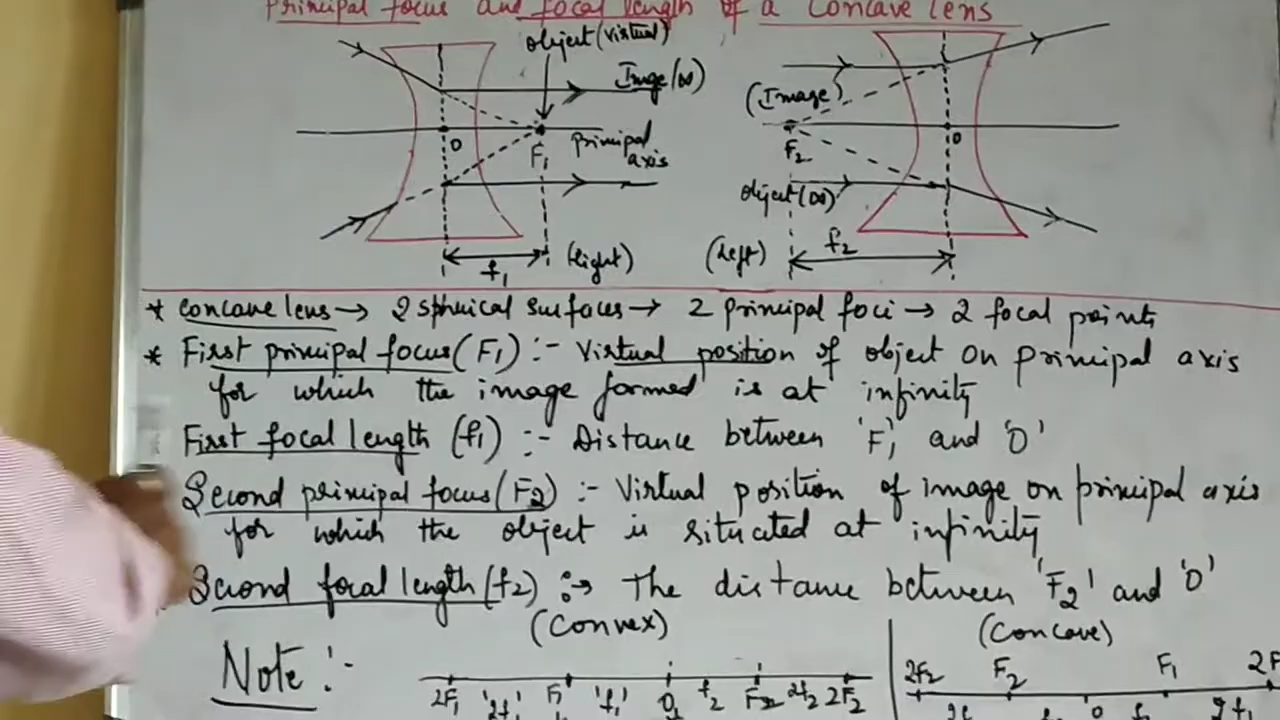 Principal focus and focal length of a Concave lens
object (virtual)
Image (∞)
O
F₁
principal axis
f₁
(Right)
(Image)
F₂
O
object (∞)
(Left)
f₂
* Concave lens → 2 spherical surfaces → 2 principal foci → 2 focal points
* First principal focus (F₁) :- Virtual position of object on principal axis
for which the image formed is at infinity
First focal length (f₁) :- Distance between 'F₁' and 'O'
Second principal focus (F₂) :- Virtual position of image on principal axis
for which the object is situated at infinity
Second focal length (f₂) :→ The distance between 'F₂' and 'O'
Note :-
(Convex)
2F₁ F₁ O F₂ 2F₂
'2f₁' 'f₁' f₂ 2f₂
(Concave)
2F₂ F₂ F₁ 2F
O 2f₁